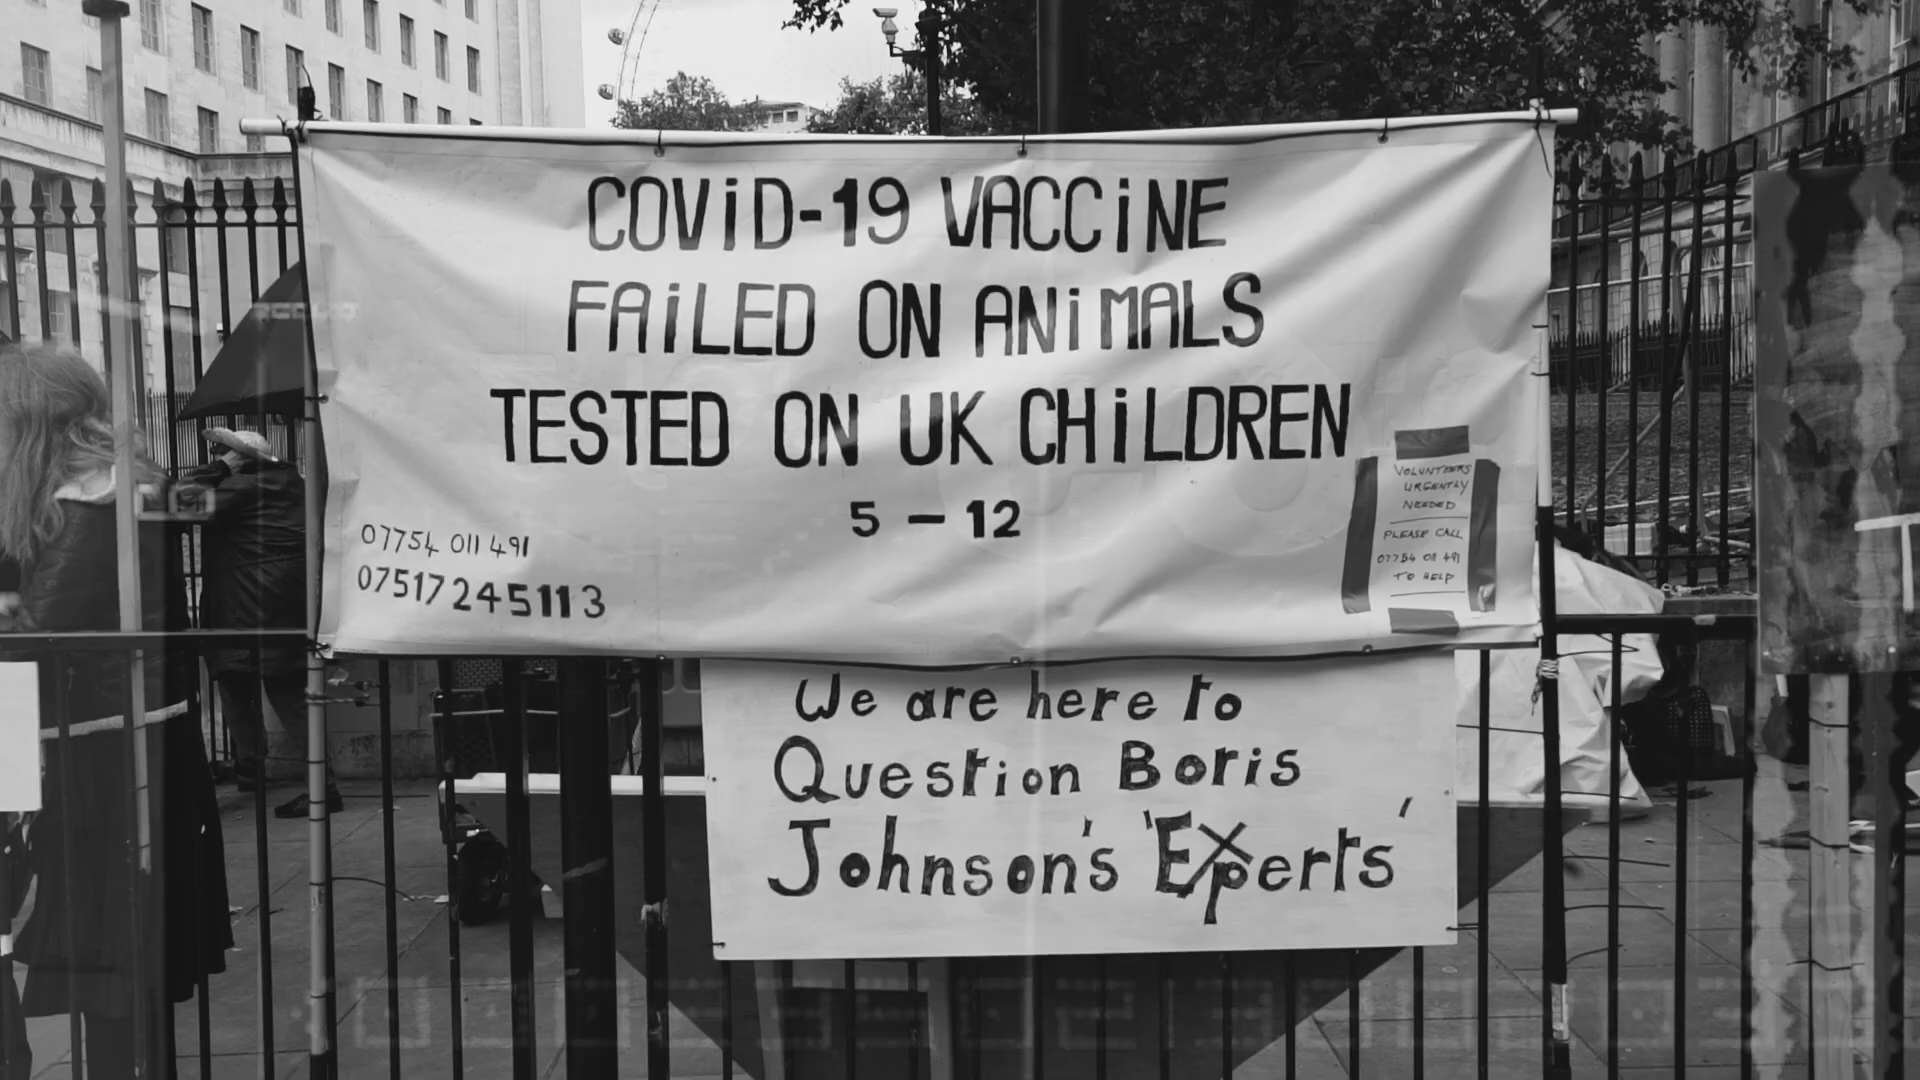 COViD-19 VACCiNE
FAiLED ON ANiMALS
TESTED ON UK CHiLDREN
5 - 12
07754 011 491
07517245113
VOLUNTEERS
URGENTLY
NEEDED
PLEASE CALL
07754 011 491
TO HELP
We are here to
Question Boris
Johnson's 'Experts'